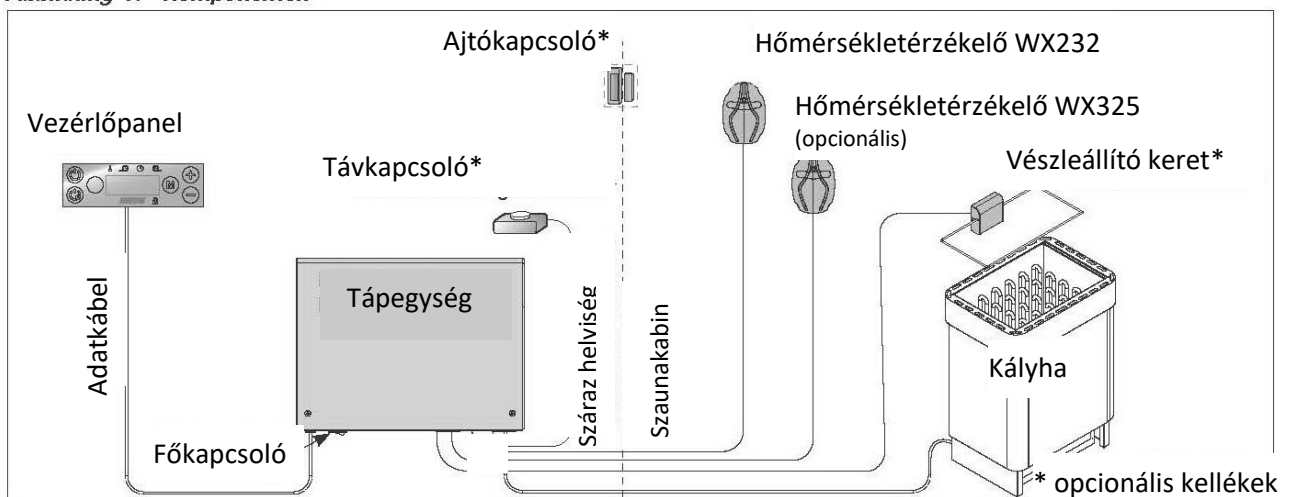 Ajtókapcsoló*
Hőmérsékletérzékelő WX232
Hőmérsékletérzékelő WX325
(opcionális)
Vezérlőpanel
Távkapcsoló*
Vészleállító keret*
Adatkábel
Tápegység
Száraz helyiség
Szaunakabin
Kályha
Főkapcsoló
* opcionális kellékek